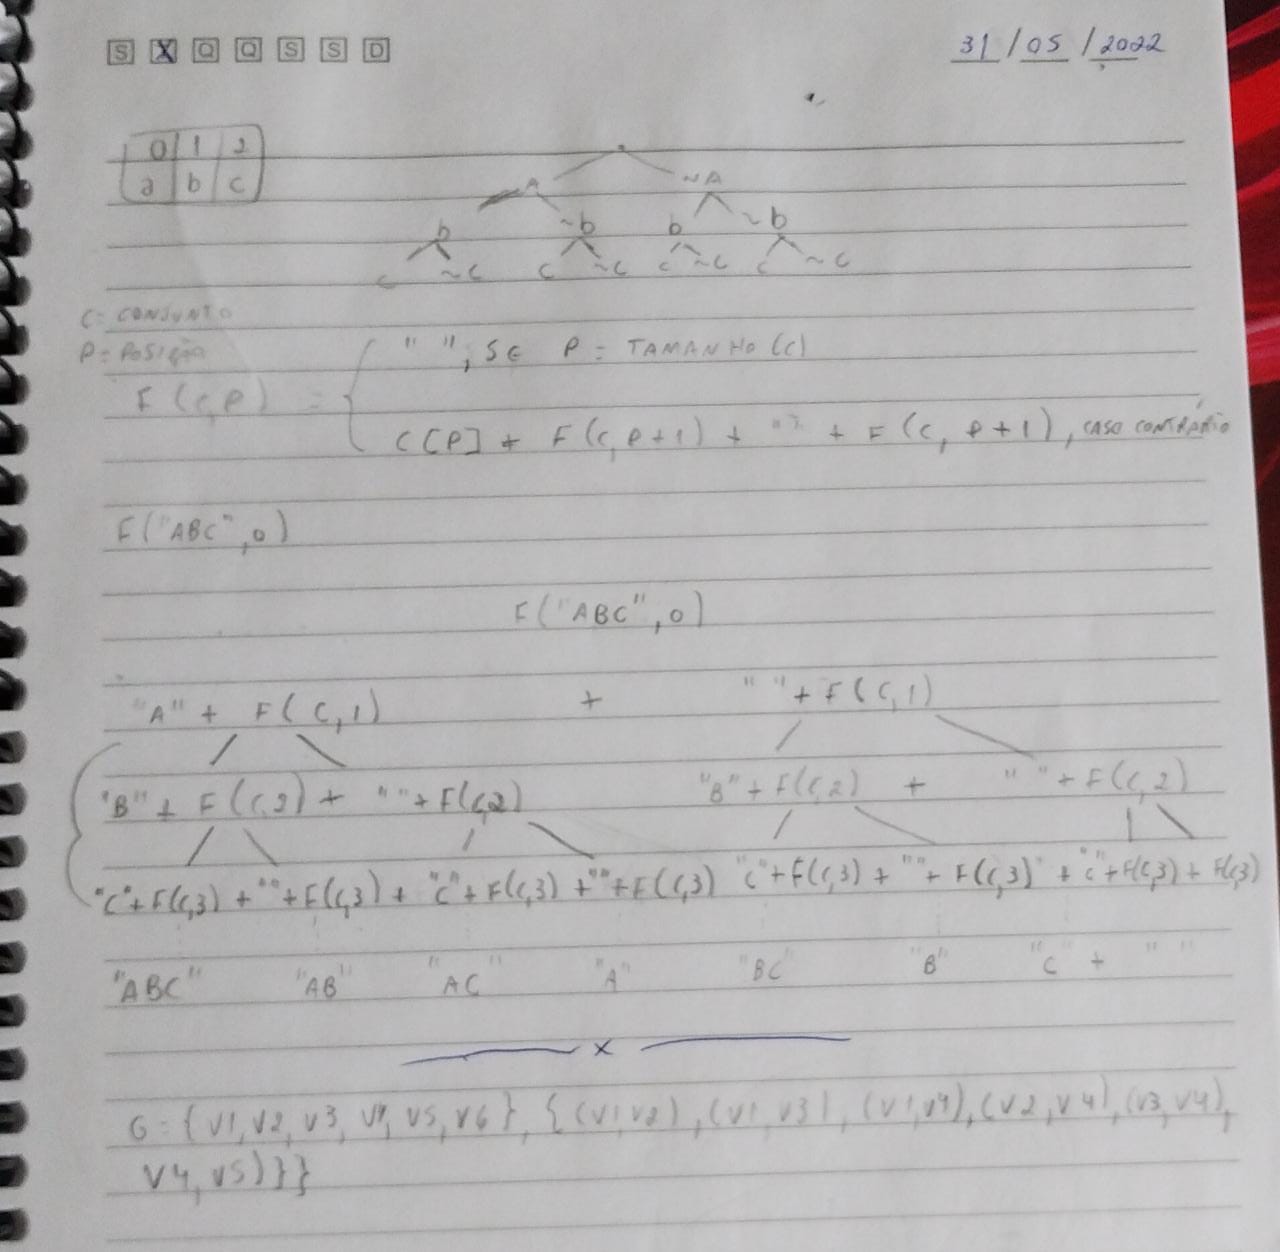 S X Q Q S S D 31/05/2022
0 1 2
a b c
A ~A
b ~b b ~b
c ~c c ~c c ~c c ~c
C = CONJUNTO
P = POSIÇÃO
" ", SE P = TAMANHO (C)
F (C,P) =
C[P] + F(C, P+1) + " " + F(C, P+1), CASO CONTRÁRIO
F("ABC",0)
F("ABC",0)
"A" + F(C,1) + " " + F(C,1)
"B" + F(C,2) + " " + F(C,2) "B" + F(C,2) + " " + F(C,2)
"C" + F(C,3) + " " + F(C,3) + "C" + F(C,3) + " " + F(C,3) "C" + F(C,3) + " " + F(C,3) + "C" + F(C,3) + F(C,3)
"ABC" "AB" "AC" "A" "BC" "B" "C" + " "
x
G = {V1, V2, V3, V4, V5, V6}, {(V1,V2), (V1,V3), (V1,V4), (V2,V4), (V3,V4),
V4,V5)}}